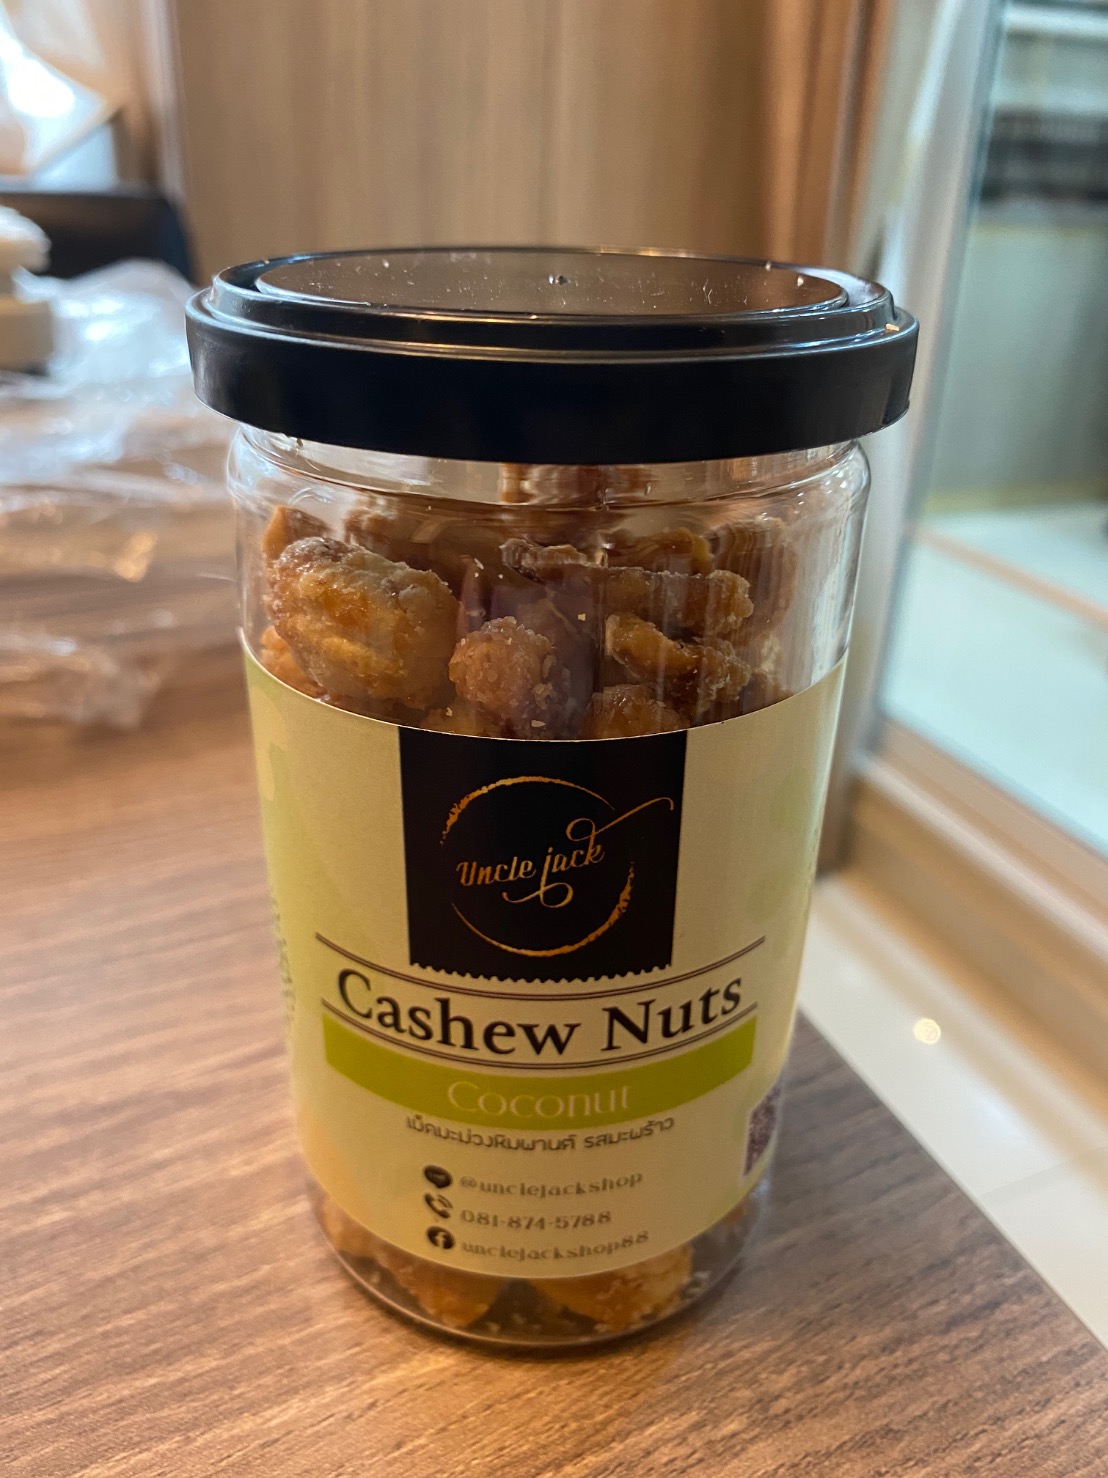 Uncle jack
Cashew Nuts
Coconut
เม็ดมะม่วงหิมพานต์ รสมะพร้าว
@unclejackshop
081-874-5788
unclejackshop88